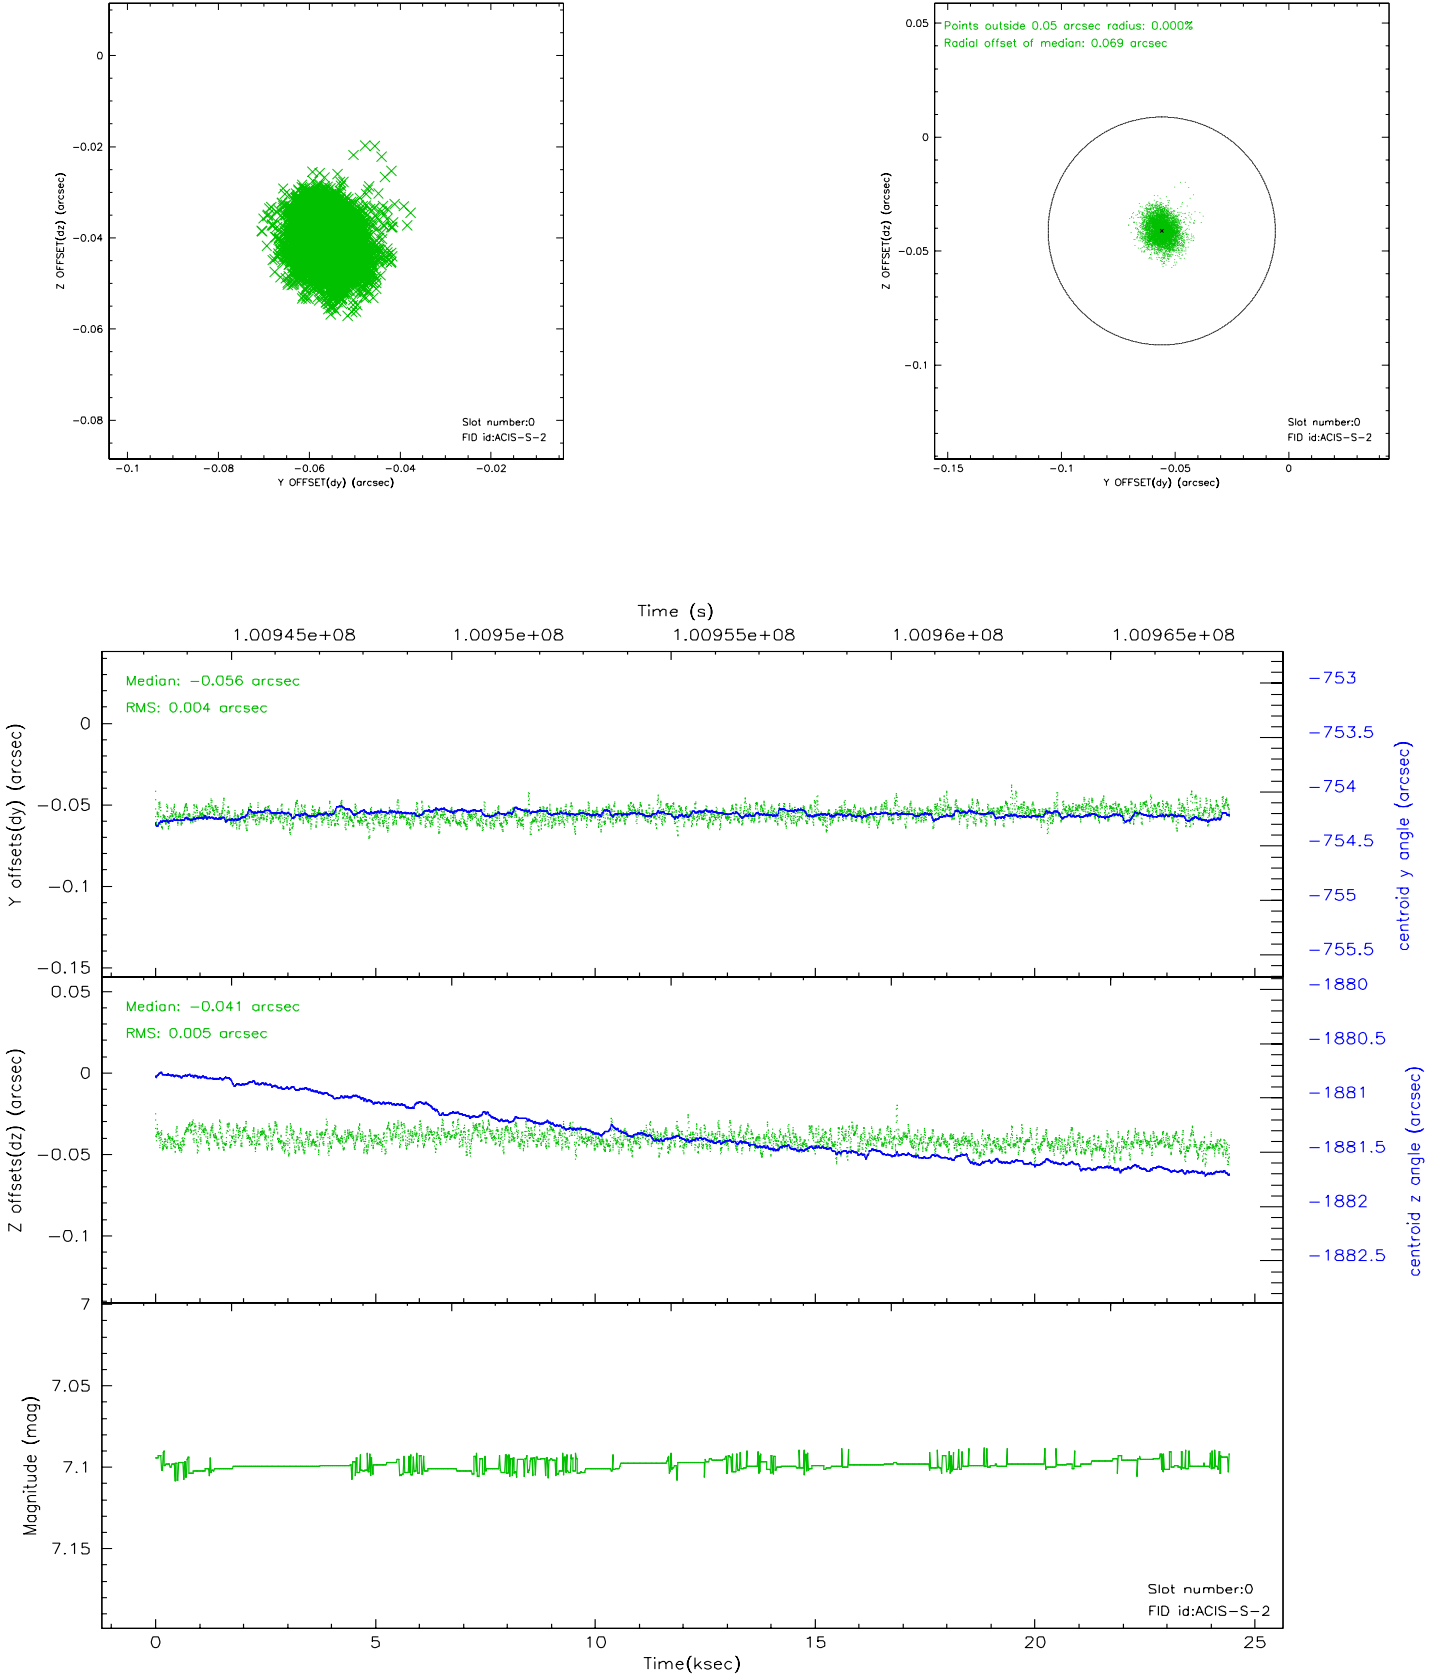 0
−0.02
−0.04
−0.06
−0.08
Z OFFSET(dz) (arcsec)
Slot number:0
FID id:ACIS−S−2
−0.1
−0.08
−0.06
−0.04
−0.02
Y OFFSET(dy) (arcsec)
0.05
Points outside 0.05 arcsec radius: 0.000%
Radial offset of median: 0.069 arcsec
0
−0.05
−0.1
Z OFFSET(dz) (arcsec)
Slot number:0
FID id:ACIS−S−2
−0.15
−0.1
−0.05
0
Y OFFSET(dy) (arcsec)
Time (s)
1.00945e+08
1.0095e+08
1.00955e+08
1.0096e+08
1.00965e+08
Median: −0.056 arcsec
RMS: 0.004 arcsec
0
−0.05
−0.1
−0.15
Y offsets(dy) (arcsec)
−753
−753.5
−754
−754.5
−755
−755.5
centroid y angle (arcsec)
0.05
Median: −0.041 arcsec
RMS: 0.005 arcsec
0
−0.05
−0.1
Z offsets(dz) (arcsec)
−1880
−1880.5
−1881
−1881.5
−1882
−1882.5
centroid z angle (arcsec)
7
7.05
7.1
7.15
Magnitude (mag)
Slot number:0
FID id:ACIS−S−2
0
5
10
15
20
25
Time(ksec)